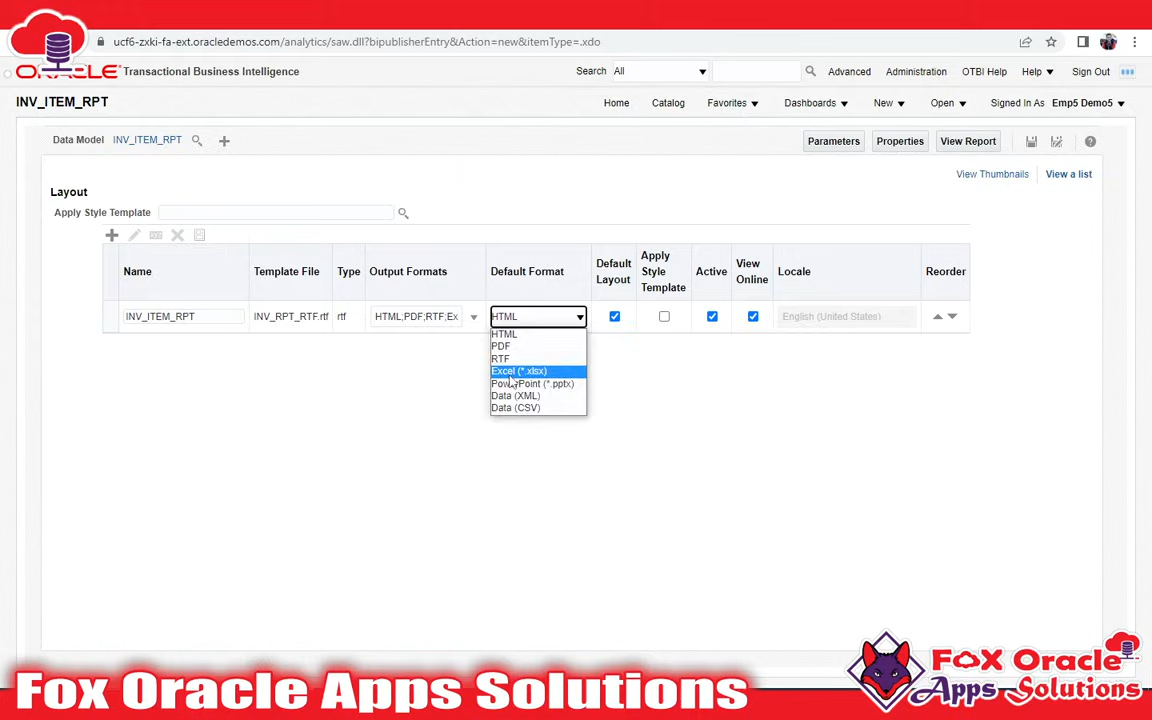 ucf6-zxki-fa-ext.oracledemos.com/analytics/saw.dll?bipublisherEntry&Action=new&itemType=.xdo
ORACLE Transactional Business Intelligence Search All Advanced Administration OTBI Help Help Sign Out
INV_ITEM_RPT Home Catalog Favorites Dashboards New Open Signed In As Emp5 Demo5
Data Model INV_ITEM_RPT Parameters Properties View Report
View Thumbnails View a list
Layout
Apply Style Template
Name Template File Type Output Formats Default Format Default Layout Apply Style Template Active View Online Locale Reorder
INV_ITEM_RPT INV_RPT_RTF.rtf rtf HTML;PDF;RTF;Ex HTML English (United States)
HTML
PDF
RTF
Excel (*.xlsx)
PowerPoint (*.pptx)
Data (XML)
Data (CSV)
Fox Oracle Apps Solutions
FOX Oracle
Apps Solutions